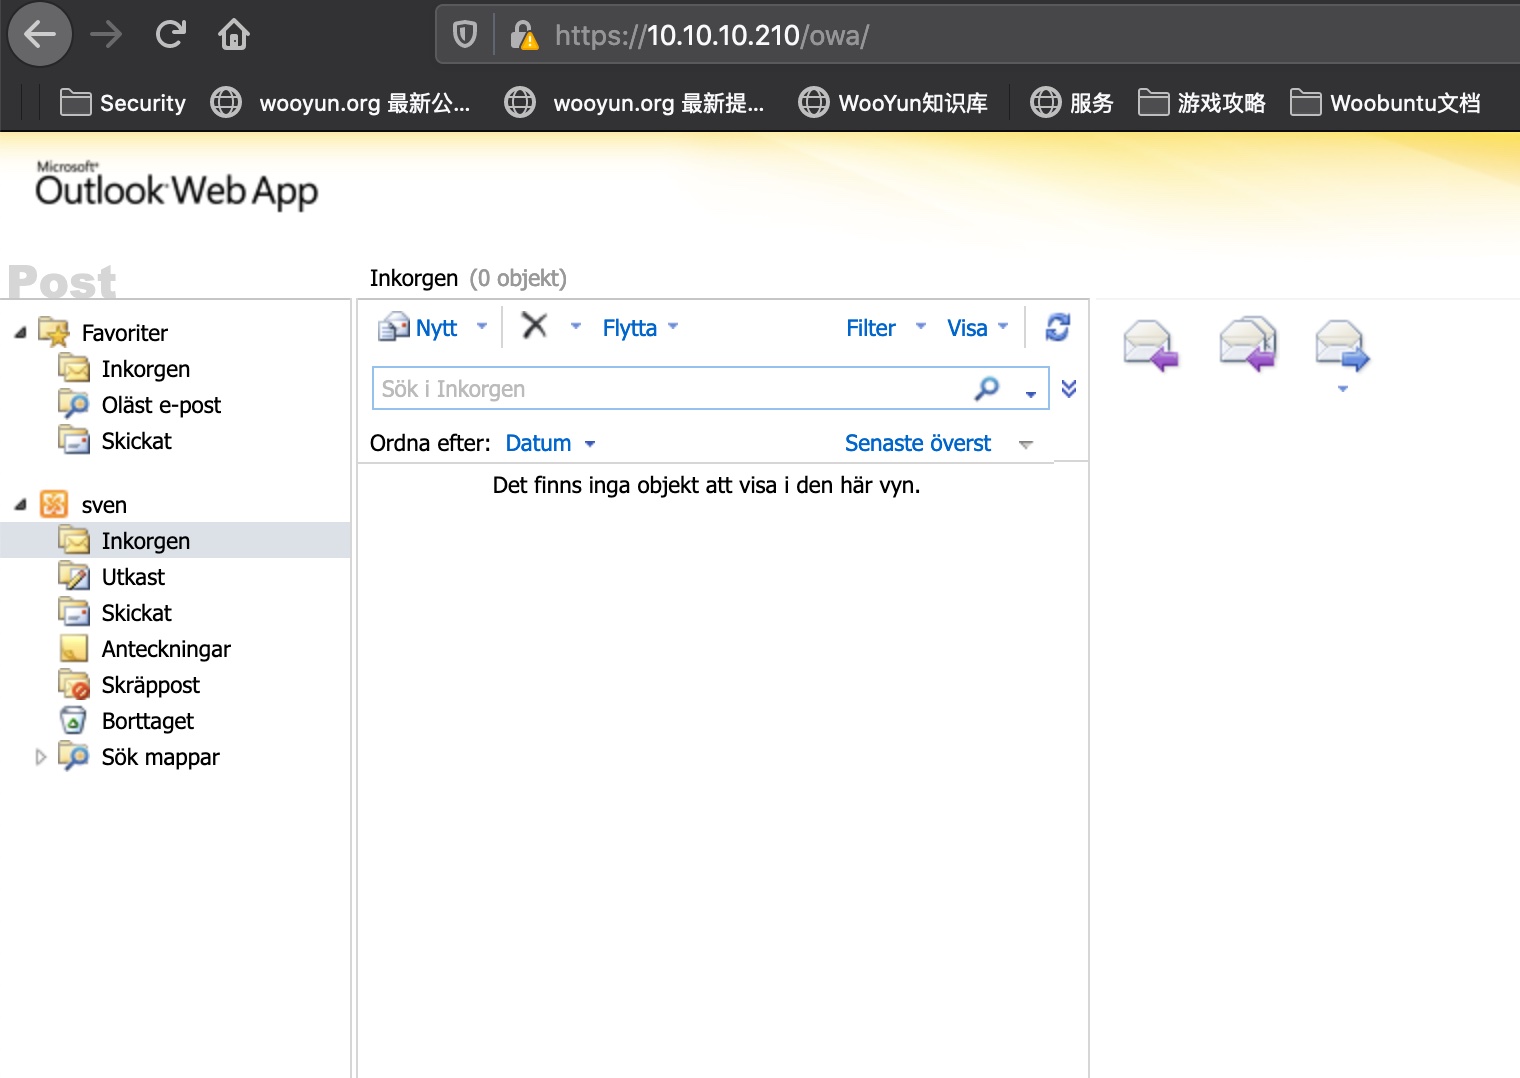 https://10.10.10.210/owa/
Security wooyun.org 最新公... wooyun.org 最新提... WooYun知识库 服务 游戏攻略 Woobuntu文档
Microsoft®
Outlook Web App
Post
Inkorgen (0 objekt)
Favoriter
Inkorgen
Oläst e-post
Skickat
sven
Inkorgen
Utkast
Skickat
Anteckningar
Skräppost
Borttaget
Sök mappar
Nytt Flytta Filter Visa
Sök i Inkorgen
Ordna efter: Datum Senaste överst
Det finns inga objekt att visa i den här vyn.